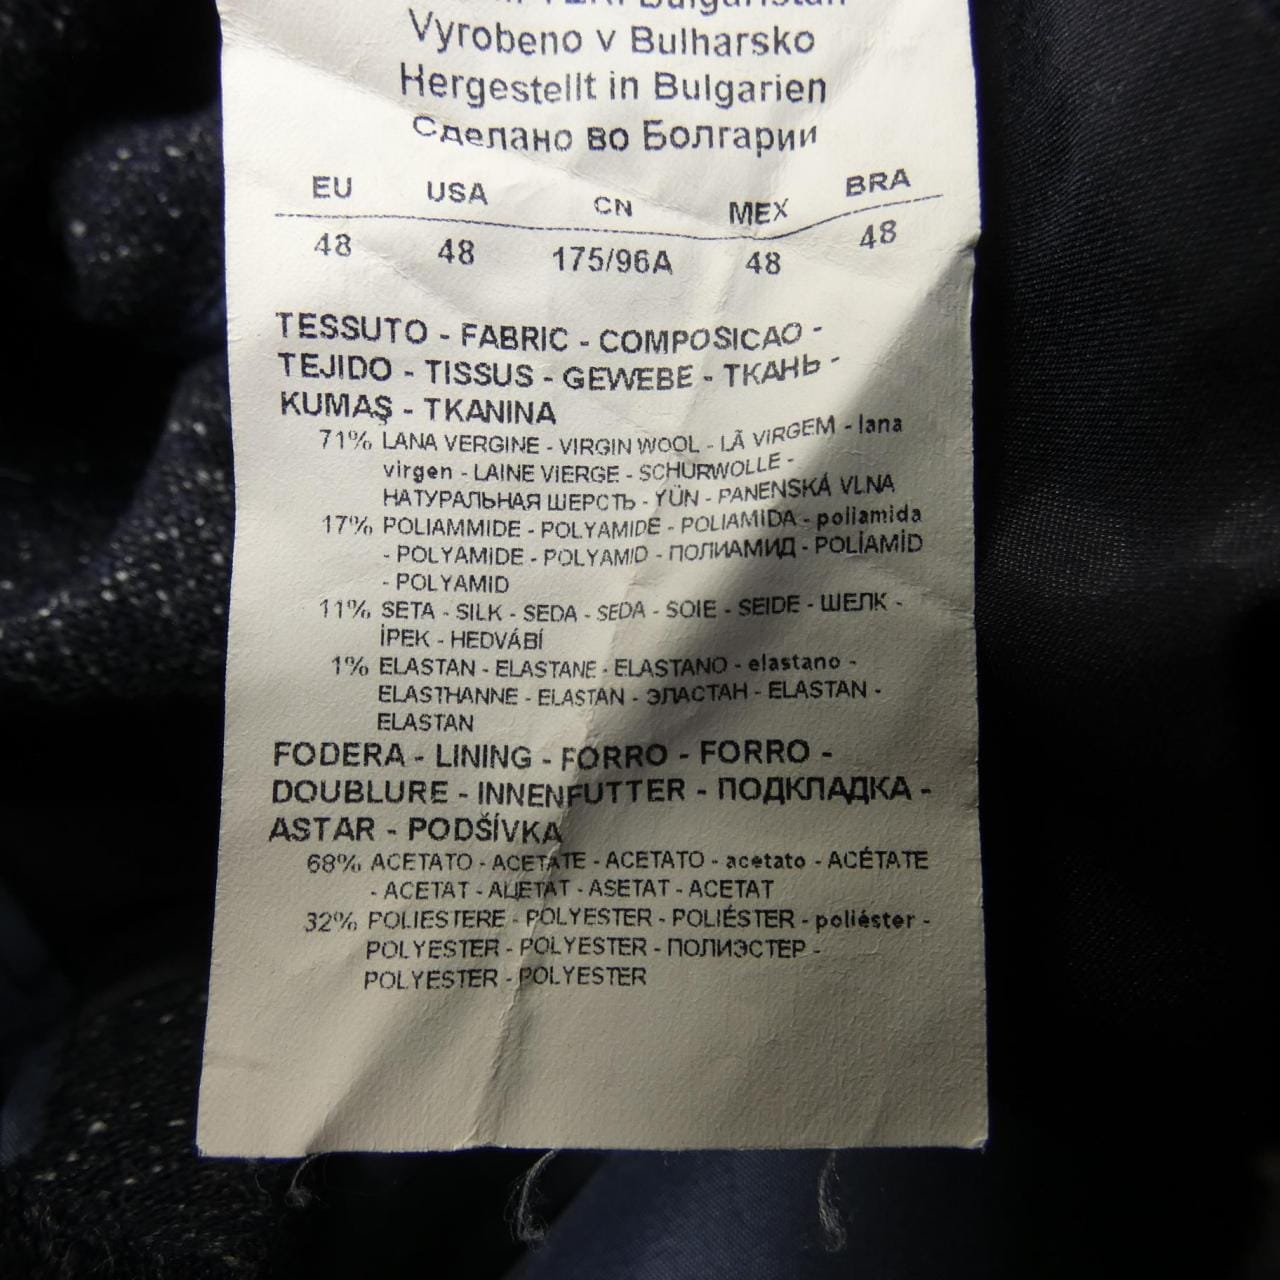 YERI Bulgaristan
Vyrobeno v Bulharsko
Hergestellt in Bulgarien
Сделано во Болгарии
EU USA CN MEX BRA
48 48 175/96A 48 48
TESSUTO - FABRIC - COMPOSICAO -
TEJIDO - TISSUS - GEWEBE - ТКАНЬ -
KUMAŞ - TKANINA
71% LANA VERGINE - VIRGIN WOOL - LÃ VIRGEM - lana
virgen - LAINE VIERGE - SCHURWOLLE -
НАТУРАЛЬНАЯ ШЕРСТЬ - YÜN - PANENSKÁ VLNA
17% POLIAMMIDE - POLYAMIDE - POLIAMIDA - poliamida
- POLYAMIDE - POLYAMID - ПОЛИАМИД - POLİAMİD
- POLYAMID
11% SETA - SILK - SEDA - SEDA - SOIE - SEIDE - ШЕЛК -
İPEK - HEDVÁBÍ
1% ELASTAN - ELASTANE - ELASTANO - elastano -
ELASTHANNE - ELASTAN - ЭЛАСТАН - ELASTAN -
ELASTAN
FODERA - LINING - FORRO - FORRO -
DOUBLURE - INNENFUTTER - ПОДКЛАДКА -
ASTAR - PODŠÍVKA
68% ACETATO - ACETATE - ACETATO - acetato - ACÉTATE
- ACETAT - АЦЕТАТ - ASETAT - ACETAT
32% POLIESTERE - POLYESTER - POLIÉSTER - poliéster -
POLYESTER - POLYESTER - ПОЛИЭСТЕР -
POLYESTER - POLYESTER